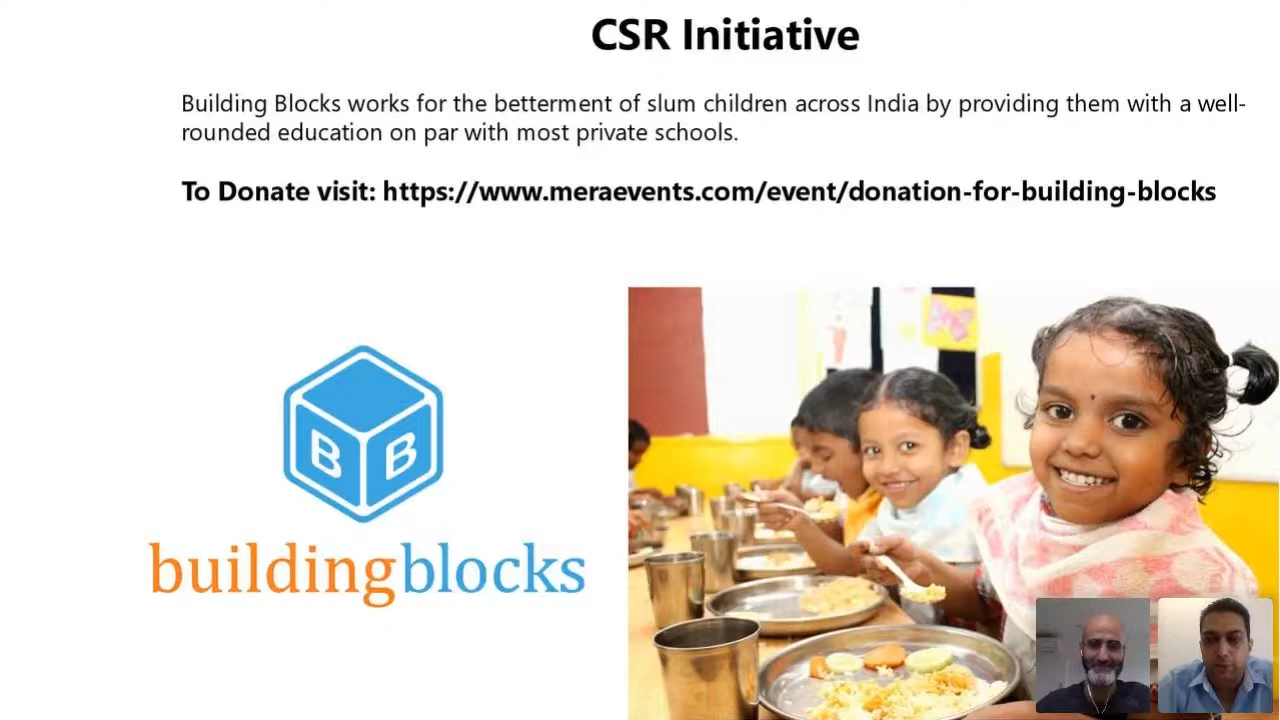 CSR Initiative
Building Blocks works for the betterment of slum children across India by providing them with a well-
rounded education on par with most private schools.
To Donate visit: https://www.meraevents.com/event/donation-for-building-blocks
B B
buildingblocks